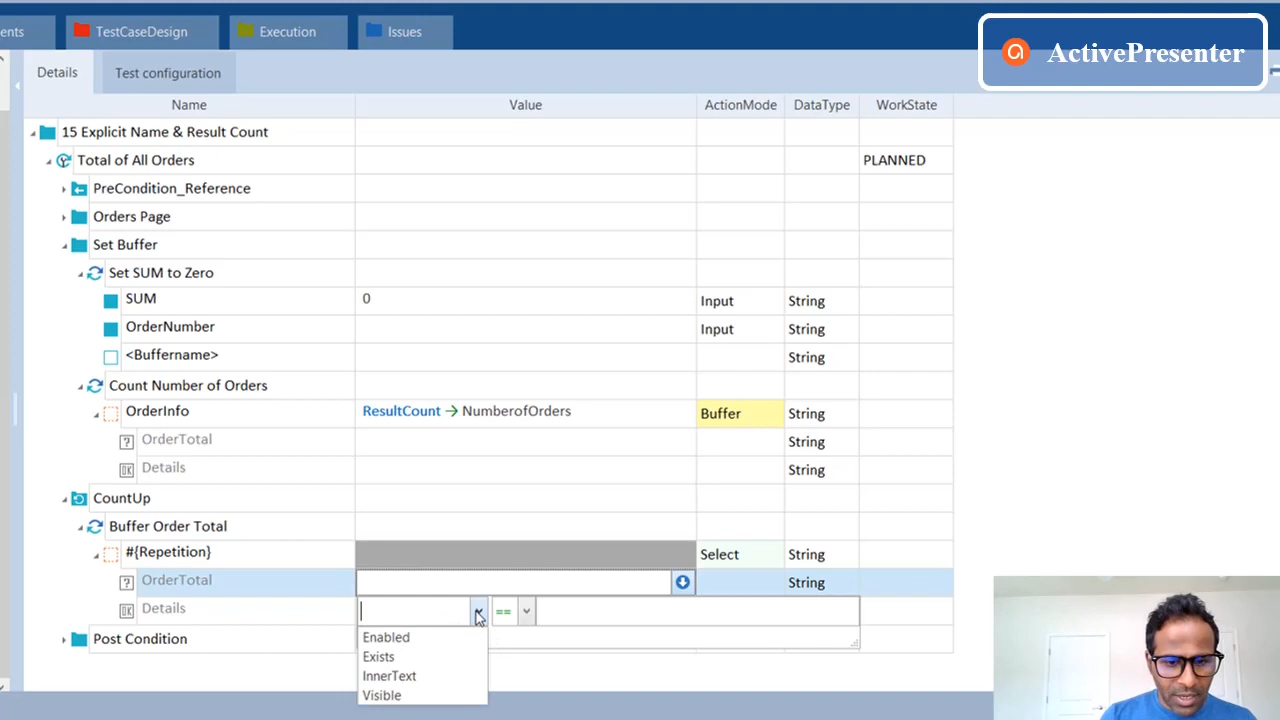 ents TestCaseDesign Execution Issues
ActivePresenter
Details Test configuration
Name Value ActionMode DataType WorkState
15 Explicit Name & Result Count
Total of All Orders PLANNED
PreCondition_Reference
Orders Page
Set Buffer
Set SUM to Zero
SUM 0 Input String
OrderNumber Input String
<Buffername> String
Count Number of Orders
OrderInfo ResultCount → NumberofOrders Buffer String
OrderTotal String
Details String
CountUp
Buffer Order Total
#{Repetition} Select String
OrderTotal String
Details ==
Enabled
Post Condition
Exists
InnerText
Visible